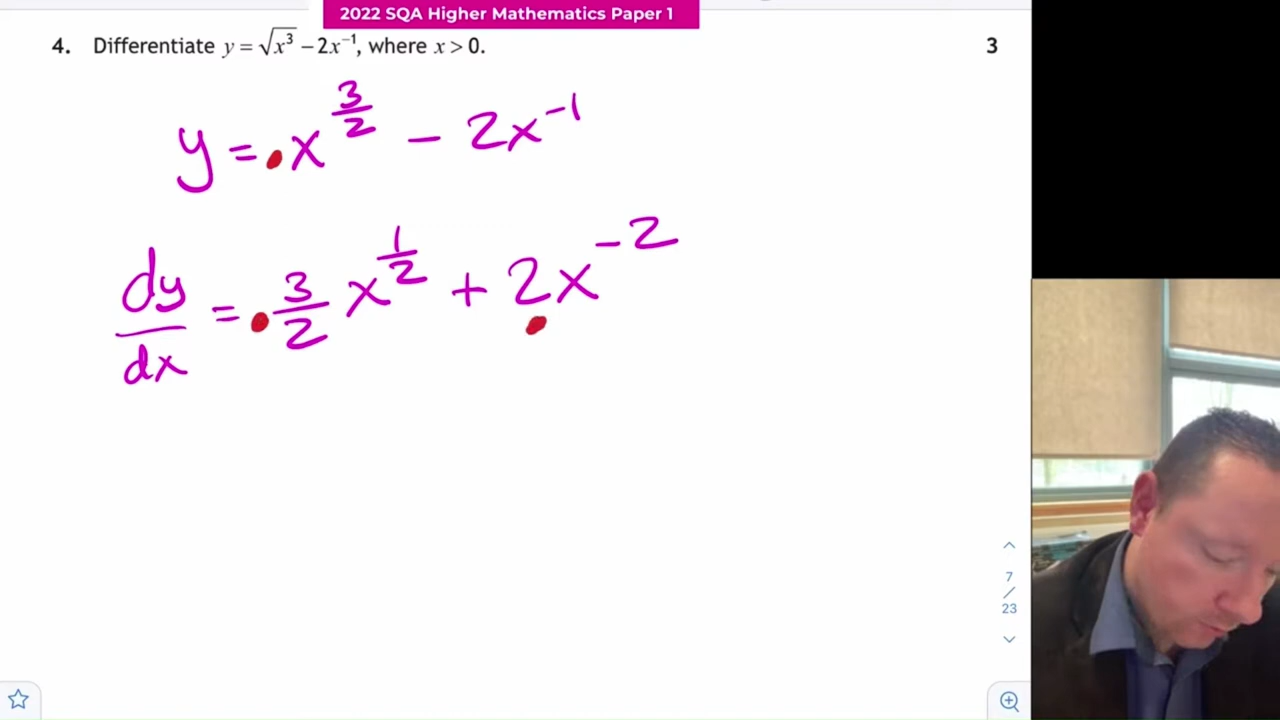 2022 SQA Higher Mathematics Paper 1
4. Differentiate y = √x³ – 2x⁻¹, where x > 0. 3
y = x^(3/2) – 2x⁻¹
dy/dx = 3/2 x^(1/2) + 2x⁻²
7
/
23